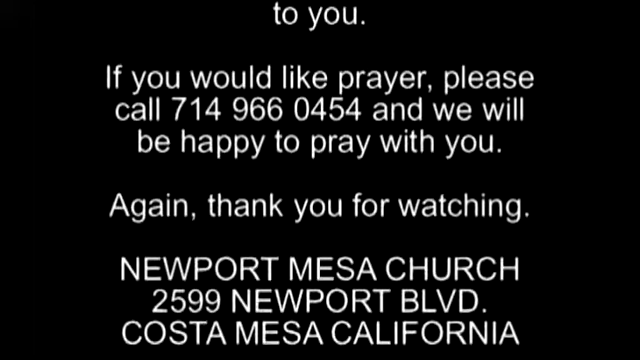 to you.
If you would like prayer, please
call 714 966 0454 and we will
be happy to pray with you.
Again, thank you for watching.
NEWPORT MESA CHURCH
2599 NEWPORT BLVD.
COSTA MESA CALIFORNIA